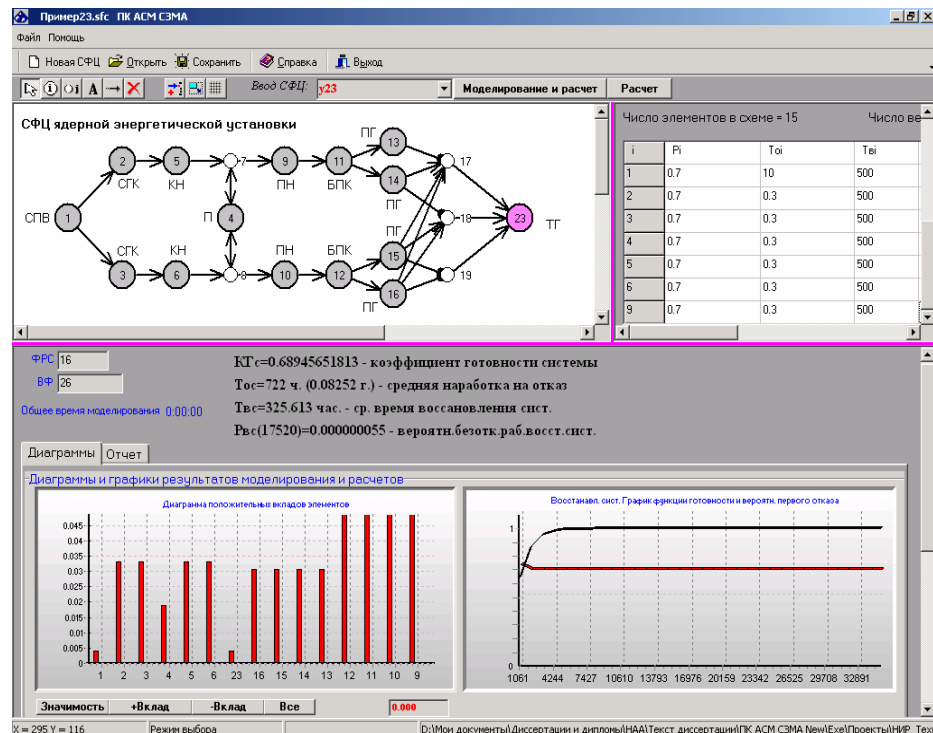 Пример23.sfc ПК АСМ СЗМА
Файл Помощь
Новая СФЦ Открыть Сохранить Справка Выход
i i A Ввод СФЦ: y23 Моделирование и расчет Расчет
СФЦ ядерной энергетической установки
Число элементов в схеме = 15 Число ве
i Pi Toi Tвi
1 0.7 10 500
2 0.7 0.3 500
3 0.7 0.3 500
4 0.7 0.3 500
5 0.7 0.3 500
6 0.7 0.3 500
9 0.7 0.3 500
ПГ
13
2 5 7 9 11 17
СГК КН ПН БПК
14
ПГ
СПВ 1 П 4 18 23 ТГ
ПГ
СГК КН ПН БПК
15
3 6 8 10 12 19
16
ПГ
ФРС 16
ВФ 26
Общее время моделирования 0:00:00
КГс=0.68945651813 - коэффициент готовности системы
Toc=722 ч. (0.08252 г.) - средняя наработка на отказ
Tвс=325.613 час. - ср. время воссановления сист.
Рвс(17520)=0.000000055 - вероятн.безотк.раб.восст.сист.
Диаграммы Отчет
Диаграммы и графики результатов моделирования и расчетов
Диаграмма положительных вкладов элементов
0.045
0.04
0.035
0.03
0.025
0.02
0.015
0.01
0.005
0
1 2 3 4 5 6 23 16 15 14 13 12 11 10 9
Восстанавл. сист. График функции готовности и вероятн. первого отказа
1
0
1061 4244 7427 10610 13793 16976 20159 23342 26525 29708 32891
Значимость +Вклад -Вклад Все 0.000
X = 295 Y = 116 Режим выбора D:\Мои документы\Диссертации и дипломы\НАА\Текст диссертации\ПК АСМ СЗМА New\Exe\Проекты\НИР_Тех